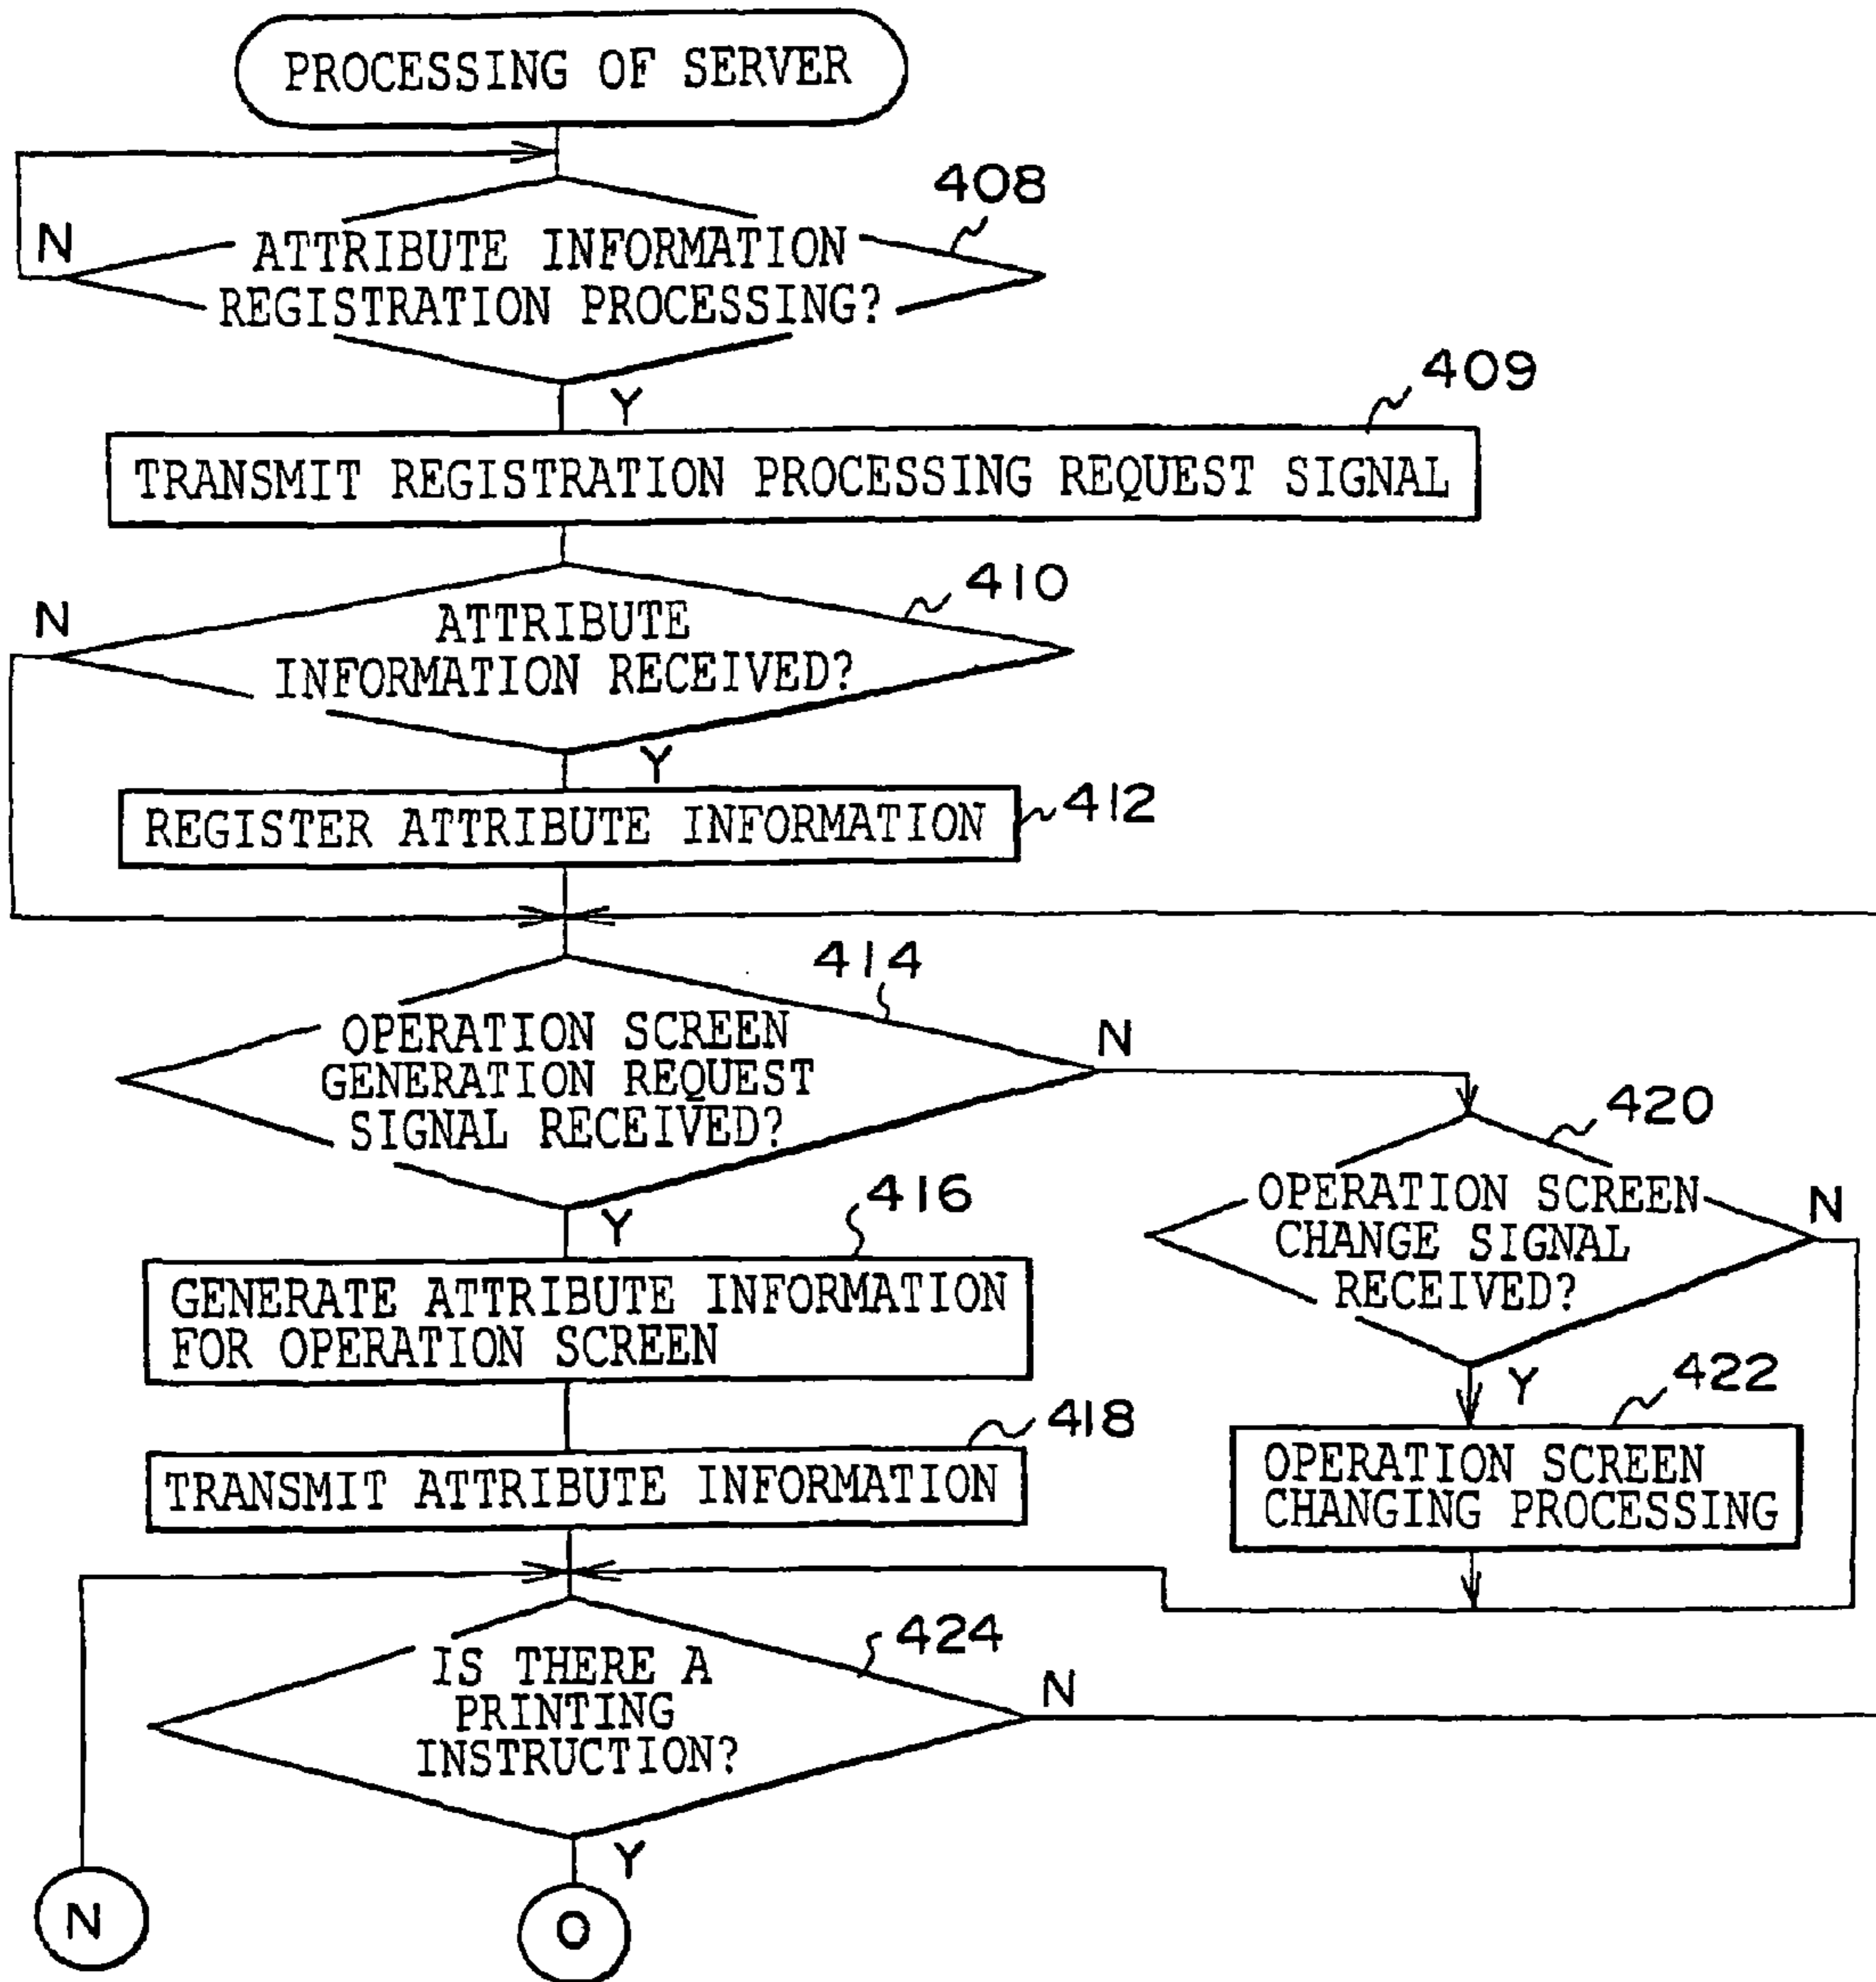 PROCESSING OF SERVER
408
N
ATTRIBUTE INFORMATION
REGISTRATION PROCESSING?
Y
409
TRANSMIT REGISTRATION PROCESSING REQUEST SIGNAL
410
N
ATTRIBUTE
INFORMATION RECEIVED?
Y
REGISTER ATTRIBUTE INFORMATION
412
414
OPERATION SCREEN
GENERATION REQUEST
SIGNAL RECEIVED?
N
Y
420
OPERATION SCREEN
CHANGE SIGNAL
RECEIVED?
N
Y
416
GENERATE ATTRIBUTE INFORMATION
FOR OPERATION SCREEN
422
OPERATION SCREEN
CHANGING PROCESSING
418
TRANSMIT ATTRIBUTE INFORMATION
424
IS THERE A
PRINTING
INSTRUCTION?
N
Y
N
O